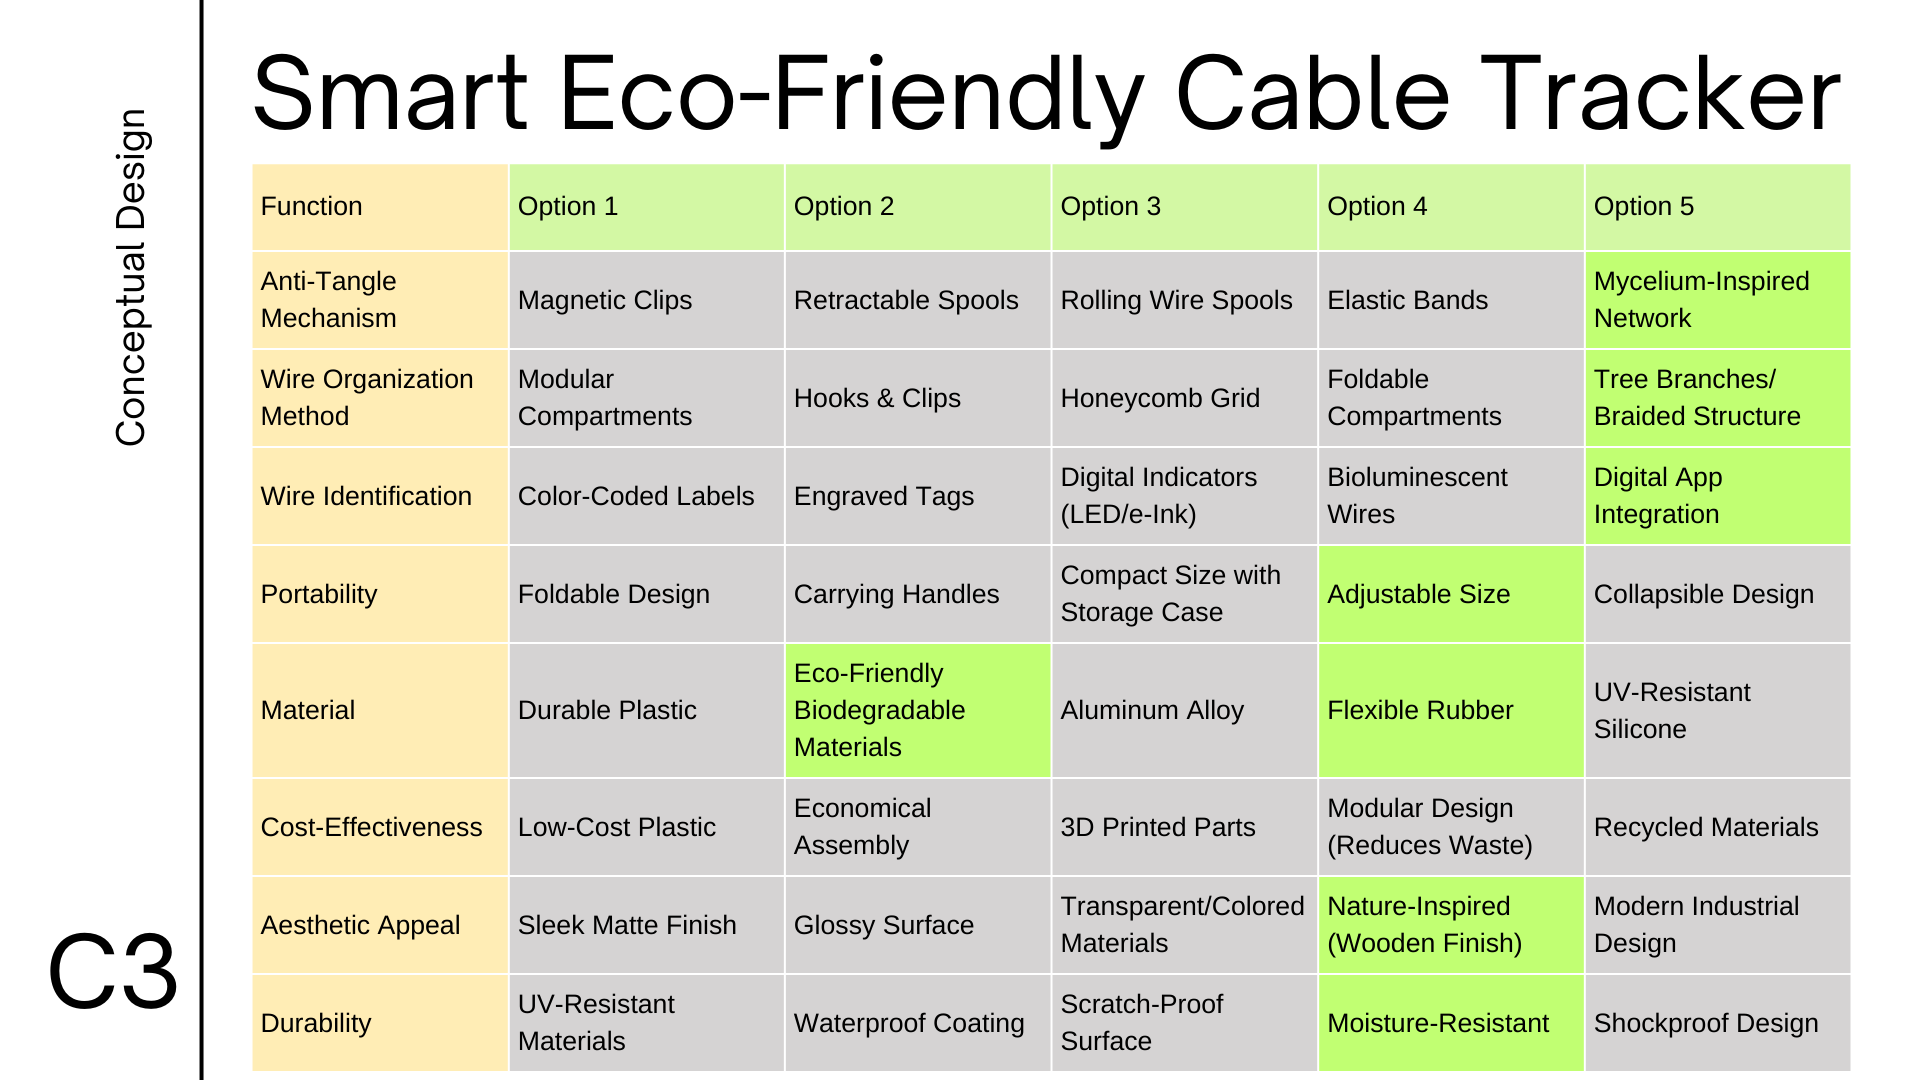 Smart Eco-Friendly Cable Tracker
Conceptual Design
C3
Function
Option 1
Option 2
Option 3
Option 4
Option 5
Anti-Tangle
Mechanism
Magnetic Clips
Retractable Spools
Rolling Wire Spools
Elastic Bands
Mycelium-Inspired
Network
Wire Organization
Method
Modular
Compartments
Hooks & Clips
Honeycomb Grid
Foldable
Compartments
Tree Branches/
Braided Structure
Wire Identification
Color-Coded Labels
Engraved Tags
Digital Indicators
(LED/e-Ink)
Bioluminescent
Wires
Digital App
Integration
Portability
Foldable Design
Carrying Handles
Compact Size with
Storage Case
Adjustable Size
Collapsible Design
Material
Durable Plastic
Eco-Friendly
Biodegradable
Materials
Aluminum Alloy
Flexible Rubber
UV-Resistant
Silicone
Cost-Effectiveness
Low-Cost Plastic
Economical
Assembly
3D Printed Parts
Modular Design
(Reduces Waste)
Recycled Materials
Aesthetic Appeal
Sleek Matte Finish
Glossy Surface
Transparent/Colored
Materials
Nature-Inspired
(Wooden Finish)
Modern Industrial
Design
Durability
UV-Resistant
Materials
Waterproof Coating
Scratch-Proof
Surface
Moisture-Resistant
Shockproof Design